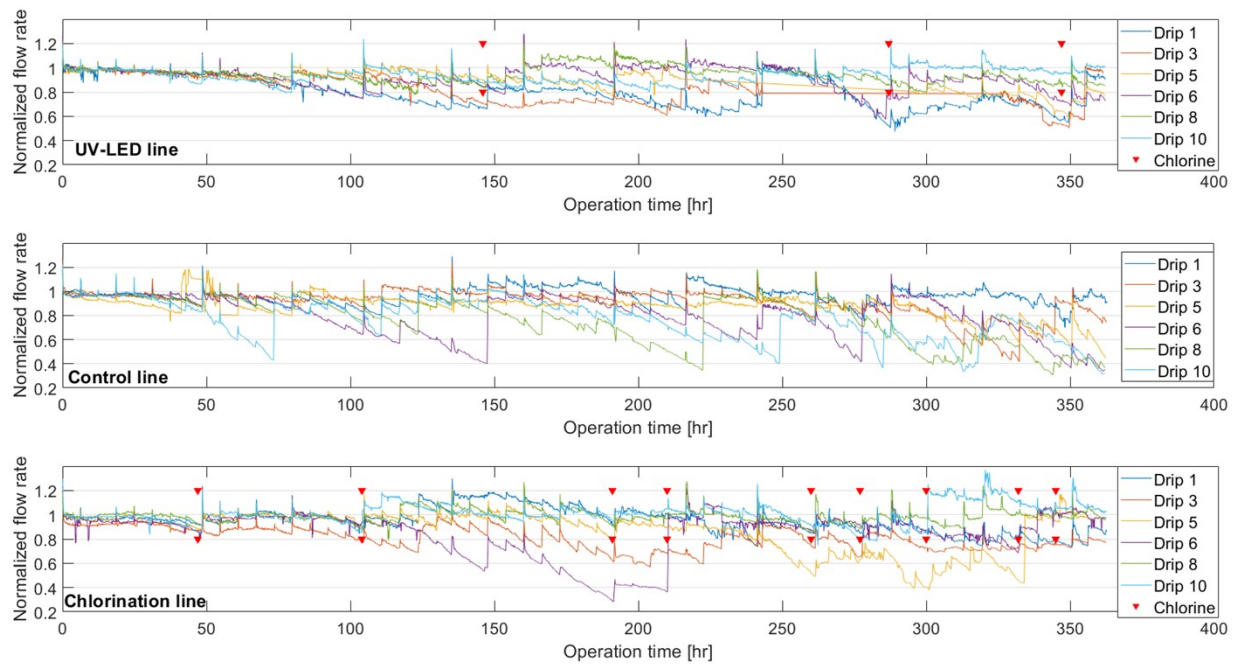 Normalized flow rate
1.2
1
0.8
0.6
0.4
0.2
UV-LED line
0 50 100 150 200 250 300 350 400
Operation time [hr]
Drip 1
Drip 3
Drip 5
Drip 6
Drip 8
Drip 10
Chlorine
Normalized flow rate
1.2
1
0.8
0.6
0.4
0.2
Control line
0 50 100 150 200 250 300 350 400
Operation time [hr]
Drip 1
Drip 3
Drip 5
Drip 6
Drip 8
Drip 10
Normalized flow rate
1.2
1
0.8
0.6
0.4
0.2
Chlorination line
0 50 100 150 200 250 300 350 400
Operation time [hr]
Drip 1
Drip 3
Drip 5
Drip 6
Drip 8
Drip 10
Chlorine